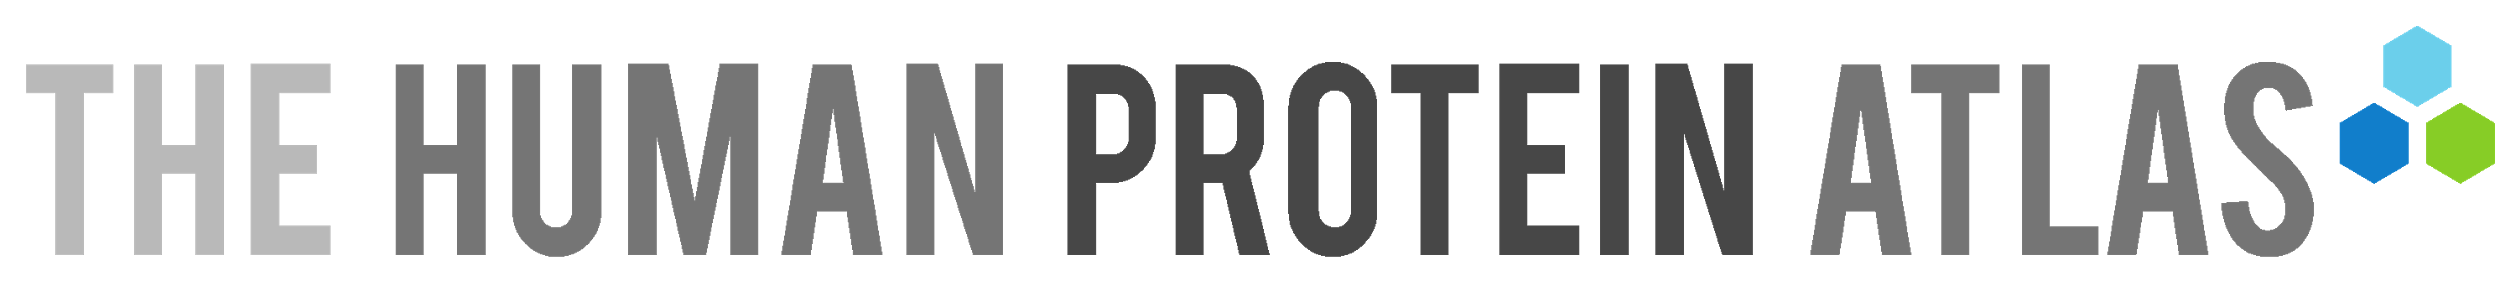 THE HUMAN PROTEIN ATLAS